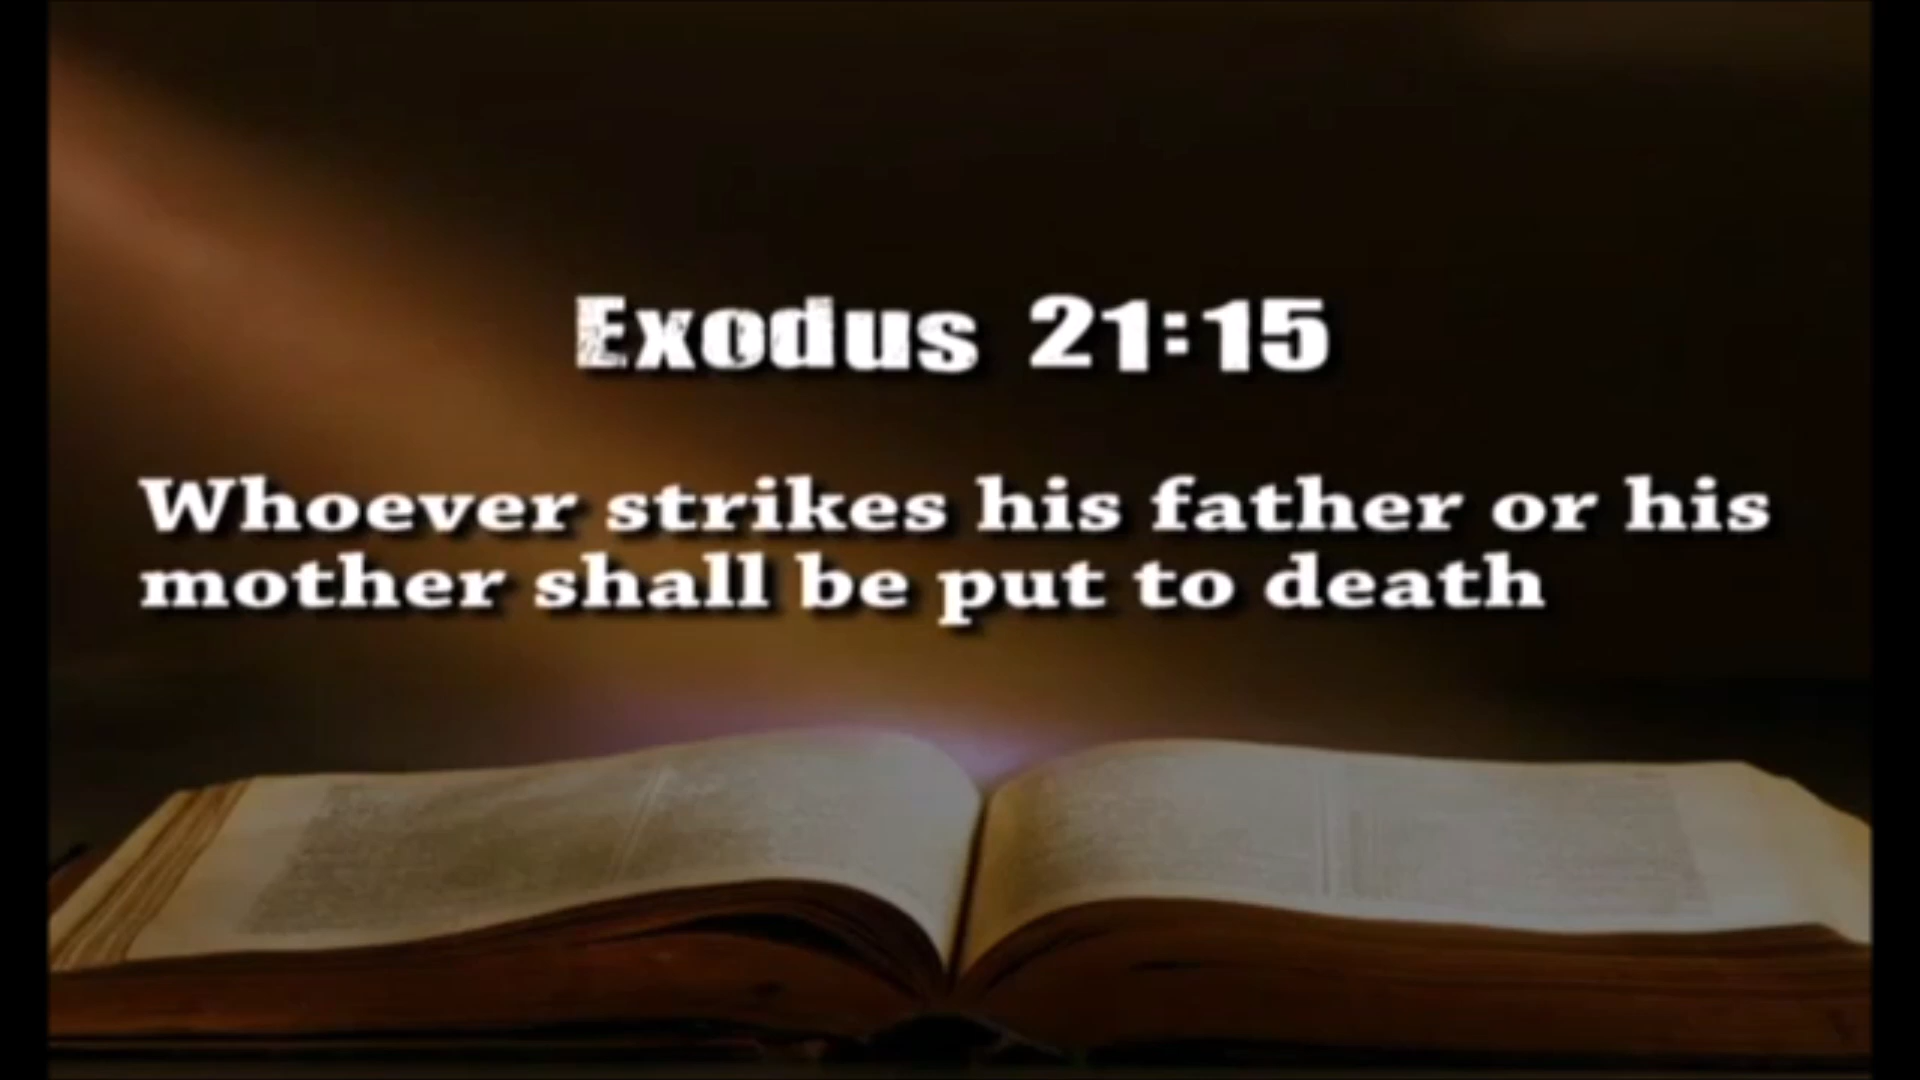 Exodus 21:15
Whoever strikes his father or his
mother shall be put to death